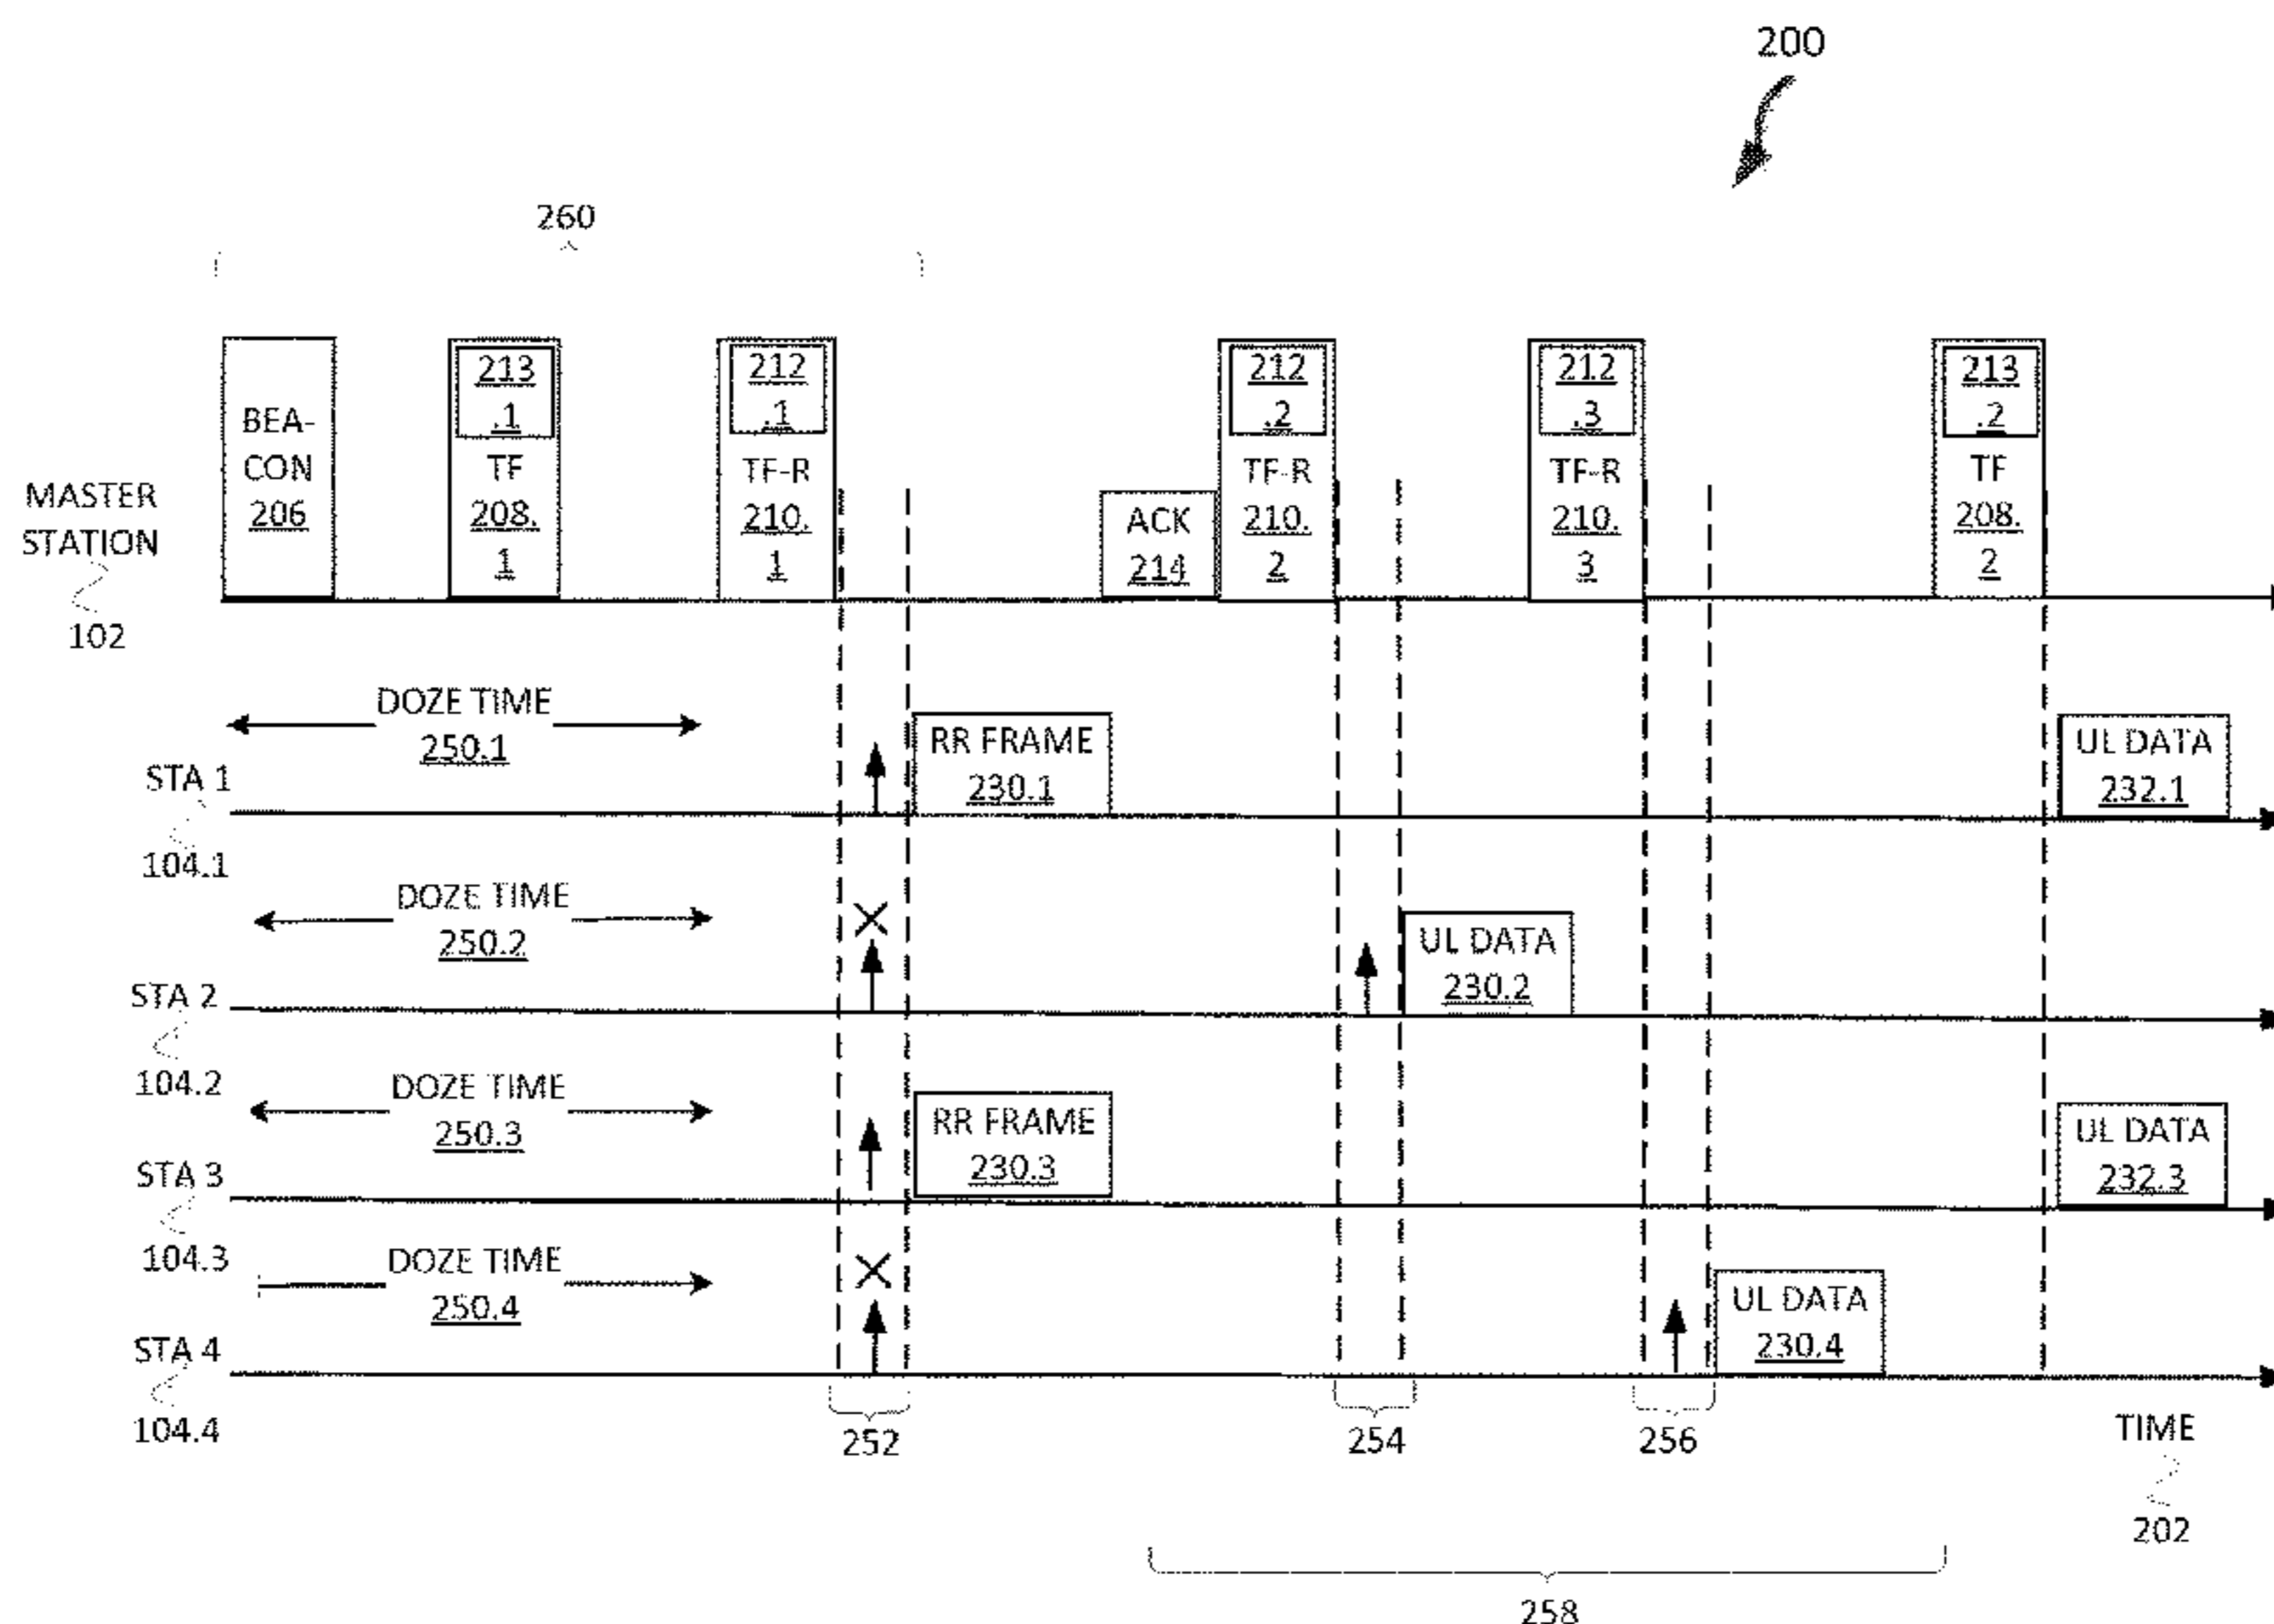 200
260
BEA-
CON
206
213
.1
TF
208.
1
212
.1
TF-R
210.
1
ACK
214
212
.2
TF-R
210.
2
212
.3
TF-R
210.
3
213
.2
TF
208.
2
MASTER
STATION
102
DOZE TIME
250.1
STA 1
104.1
RR FRAME
230.1
UL DATA
232.1
DOZE TIME
250.2
STA 2
104.2
UL DATA
230.2
DOZE TIME
250.3
STA 3
104.3
RR FRAME
230.3
UL DATA
232.3
DOZE TIME
250.4
STA 4
104.4
UL DATA
230.4
252
254
256
TIME
202
258